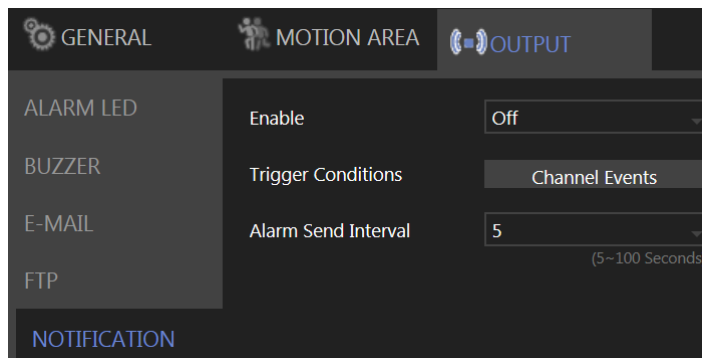 GENERAL
MOTION AREA
OUTPUT
ALARM LED
BUZZER
E-MAIL
FTP
NOTIFICATION
Enable
Off
Trigger Conditions
Channel Events
Alarm Send Interval
5
(5~100 Seconds